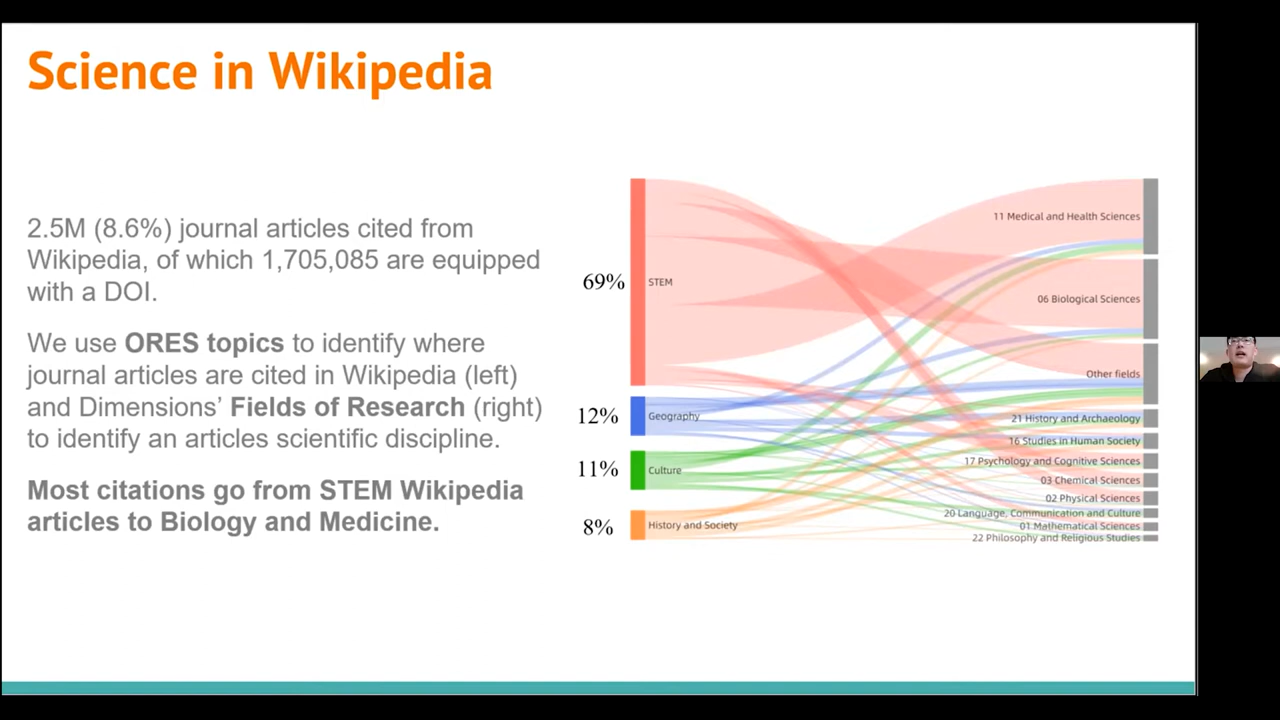 Science in Wikipedia
2.5M (8.6%) journal articles cited from
Wikipedia, of which 1,705,085 are equipped
with a DOI.
We use ORES topics to identify where
journal articles are cited in Wikipedia (left)
and Dimensions’ Fields of Research (right)
to identify an articles scientific discipline.
Most citations go from STEM Wikipedia
articles to Biology and Medicine.
69%
STEM
12%
Geography
11%
Culture
8%
History and Society
11 Medical and Health Sciences
06 Biological Sciences
Other fields
21 History and Archaeology
16 Studies in Human Society
17 Psychology and Cognitive Sciences
03 Chemical Sciences
02 Physical Sciences
20 Language, Communication and Culture
01 Mathematical Sciences
22 Philosophy and Religious Studies